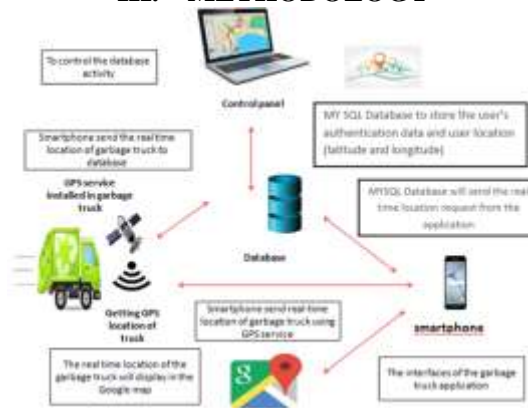 III. METHODOLOGY
To control the database
activity
Control panel
MY SQL Database to store the user's
authentication data and user location
(latitude and longitude)
Smartphone send the real time
location of garbage truck to
database
GPS service
installed in garbage
truck
MYSQL Database will send the real
time location request from the
application
Database
Getting GPS
location of
truck
Smartphone send real-time
location of garbage truck using
GPS service
smartphone
The real time location of the
garbage truck will display in the
Google map
g
The interfaces of the garbage
truck application